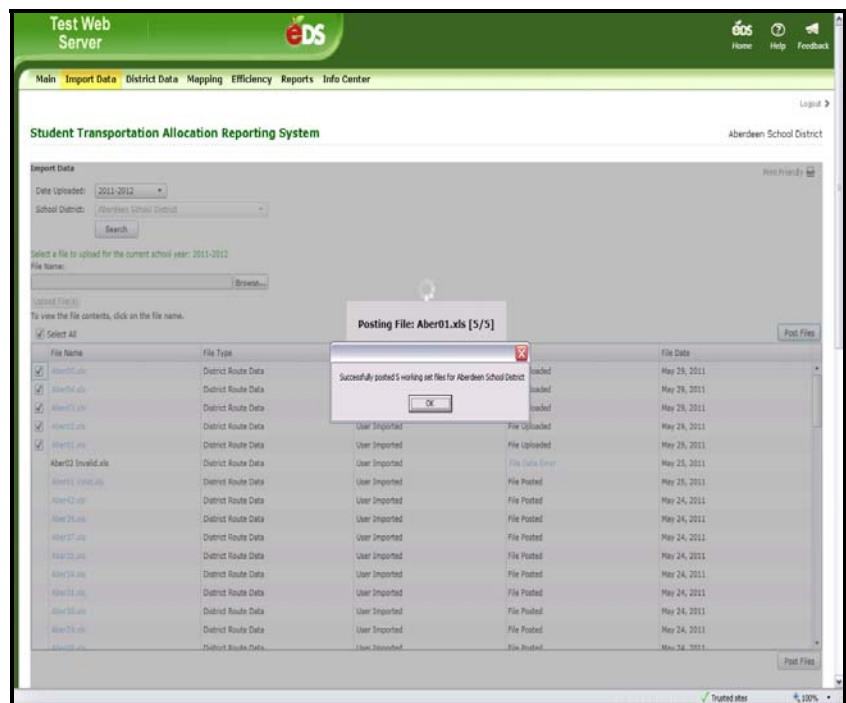 Test Web
Server
éDS
éDS
Home Help Feedback
Main Import Data District Data Mapping Efficiency Reports Info Center
Logout
Student Transportation Allocation Reporting System
Aberdeen School District
Import Data
Print Friendly
Date Uploaded: 2011-2012
School District: Aberdeen School District
Search
Select a file to upload for the current school year: 2011-2012
File Name:
Browse...
Upload File(s)
To view the file contents, click on the file name.
Select All
Post Files
Posting File: Aber01.xls [5/5]
Successfully posted 5 working set files for Aberdeen School District
OK
File Name File Type File Date
District Route Data loaded May 29, 2011
District Route Data loaded May 29, 2011
District Route Data loaded May 29, 2011
District Route Data User Imported File Uploaded May 29, 2011
District Route Data User Imported File Uploaded May 29, 2011
Aber02 Invalid.xls District Route Data User Imported File Data Error May 25, 2011
District Route Data User Imported File Posted May 25, 2011
District Route Data User Imported File Posted May 24, 2011
District Route Data User Imported File Posted May 24, 2011
District Route Data User Imported File Posted May 24, 2011
District Route Data User Imported File Posted May 24, 2011
District Route Data User Imported File Posted May 24, 2011
District Route Data User Imported File Posted May 24, 2011
District Route Data User Imported File Posted May 24, 2011
District Route Data User Imported File Posted May 24, 2011
District Route Data User Imported File Posted May 24, 2011
Post Files
Trusted sites 100%